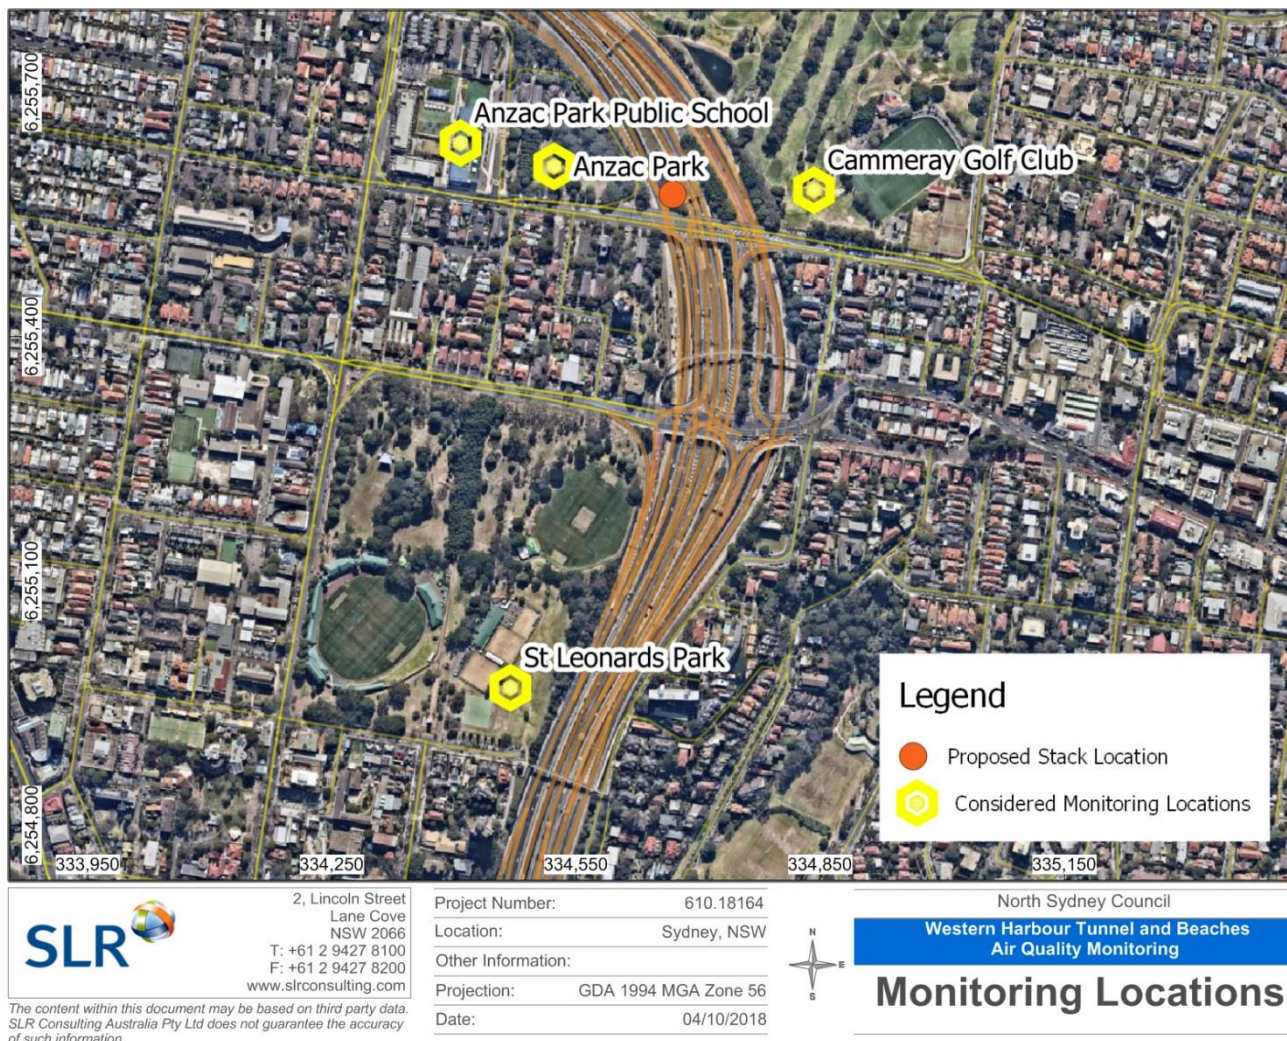 6,255,700
6,255,400
6,255,100
6,254,800
Anzac Park Public School
Anzac Park
Cammeray Golf Club
St Leonards Park
Legend
Proposed Stack Location
Considered Monitoring Locations
333,950
334,250
334,550
334,850
335,150
SLR
2, Lincoln Street
Lane Cove
NSW 2066
T: +61 2 9427 8100
F: +61 2 9427 8200
www.slrconsulting.com
The content within this document may be based on third party data.
SLR Consulting Australia Pty Ltd does not guarantee the accuracy
of such information
Project Number: 610.18164
Location: Sydney, NSW
Other Information:
Projection: GDA 1994 MGA Zone 56
Date: 04/10/2018
N
E
S
North Sydney Council
Western Harbour Tunnel and Beaches
Air Quality Monitoring
Monitoring Locations